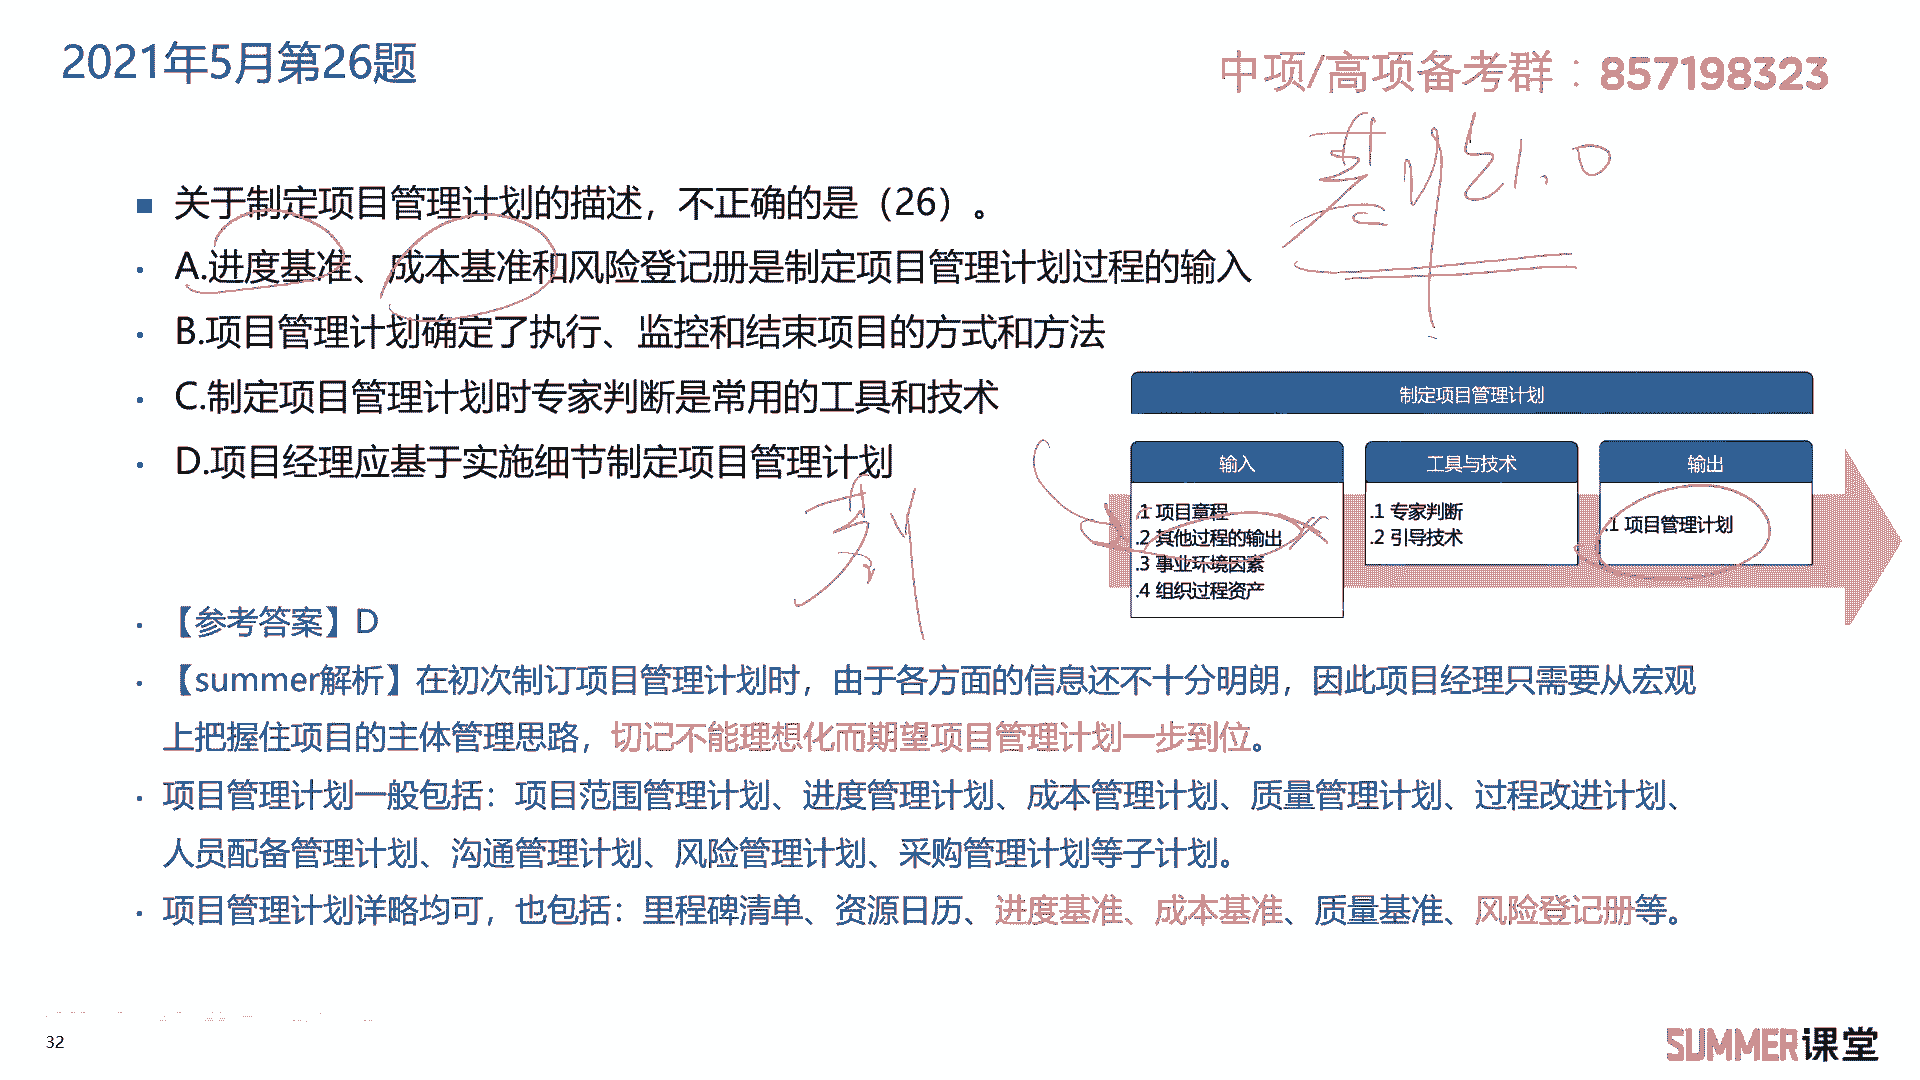 2021年5月第26题
中项/高项备考群：857198323
1.0
■ 关于制定项目管理计划的描述，不正确的是（26）。
· A.进度基准、成本基准和风险登记册是制定项目管理计划过程的输入
· B.项目管理计划确定了执行、监控和结束项目的方式和方法
· C.制定项目管理计划时专家判断是常用的工具和技术
· D.项目经理应基于实施细节制定项目管理计划
制定项目管理计划
输入
.1 项目章程
.2 其他过程的输出
.3 事业环境因素
.4 组织过程资产
工具与技术
.1 专家判断
.2 引导技术
输出
.1 项目管理计划
· 【参考答案】D
· 【summer解析】在初次制订项目管理计划时，由于各方面的信息还不十分明朗，因此项目经理只需要从宏观
上把握住项目的主体管理思路，切记不能理想化而期望项目管理计划一步到位。
· 项目管理计划一般包括：项目范围管理计划、进度管理计划、成本管理计划、质量管理计划、过程改进计划、
人员配备管理计划、沟通管理计划、风险管理计划、采购管理计划等子计划。
· 项目管理计划详略均可，也包括：里程碑清单、资源日历、进度基准、成本基准、质量基准、风险登记册等。
32
SUMMER课堂